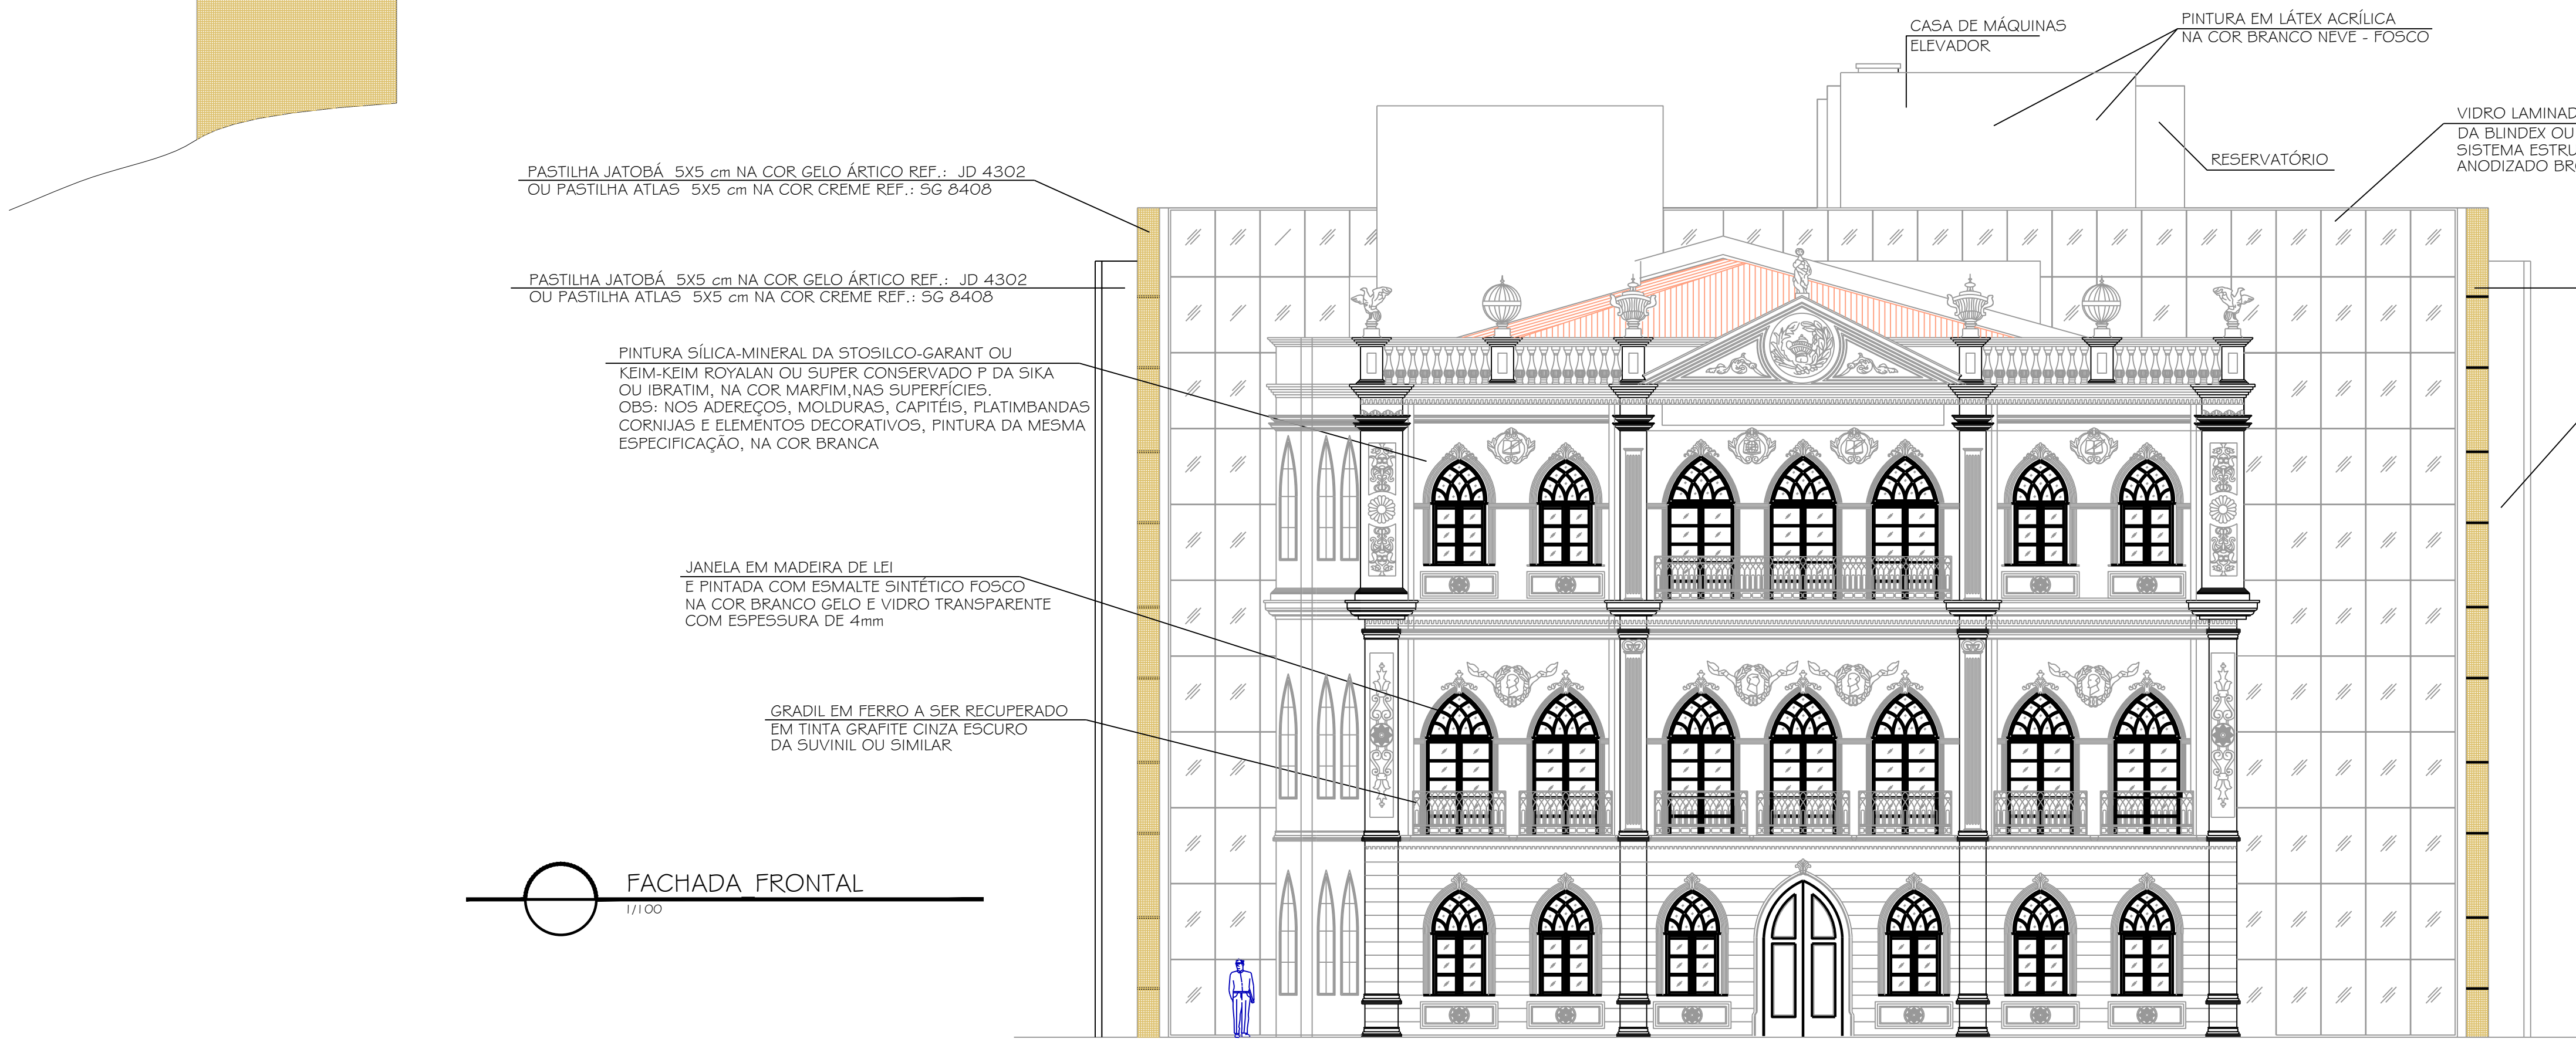 CASA DE MÁQUINAS
ELEVADOR
PINTURA EM LÁTEX ACRÍLICA
NA COR BRANCO NEVE - FOSCO
VIDRO LAMINAD
DA BLINDEX OU
SISTEMA ESTRU
ANODIZADO BR
RESERVATÓRIO
PASTILHA JATOBÁ 5X5 cm NA COR GELO ÁRTICO REF.: JD 4302
OU PASTILHA ATLAS 5X5 cm NA COR CREME REF.: SG 8408
PASTILHA JATOBÁ 5X5 cm NA COR GELO ÁRTICO REF.: JD 4302
OU PASTILHA ATLAS 5X5 cm NA COR CREME REF.: SG 8408
PINTURA SÍLICA-MINERAL DA STOSILCO-GARANT OU
KEIM-KEIM ROYALAN OU SUPER CONSERVADO P DA SIKA
OU IBRATIM, NA COR MARFIM,NAS SUPERFÍCIES.
OBS: NOS ADEREÇOS, MOLDURAS, CAPITÉIS, PLATIMBANDAS
CORNIJAS E ELEMENTOS DECORATIVOS, PINTURA DA MESMA
ESPECIFICAÇÃO, NA COR BRANCA
JANELA EM MADEIRA DE LEI
E PINTADA COM ESMALTE SINTÉTICO FOSCO
NA COR BRANCO GELO E VIDRO TRANSPARENTE
COM ESPESSURA DE 4mm
GRADIL EM FERRO A SER RECUPERADO
EM TINTA GRAFITE CINZA ESCURO
DA SUVINIL OU SIMILAR
FACHADA FRONTAL
1/100